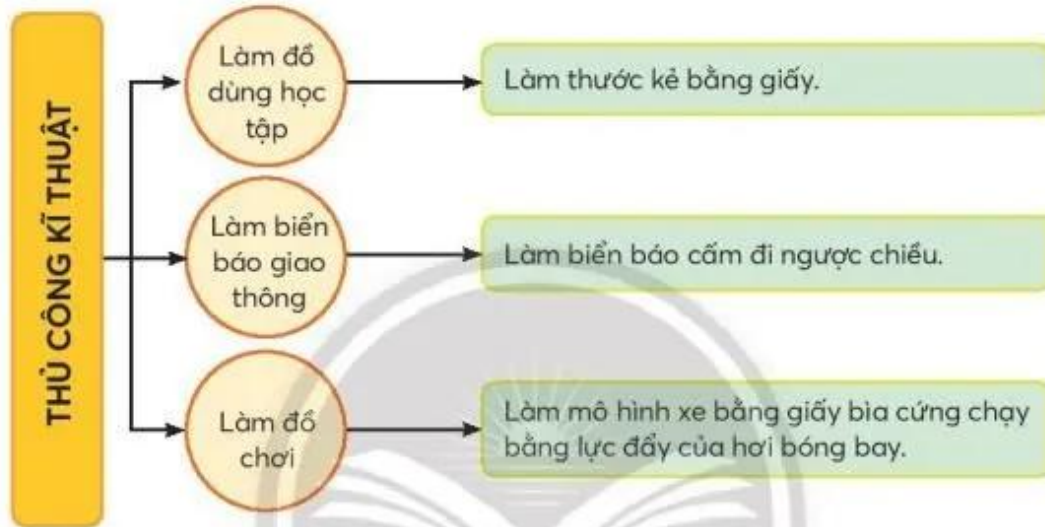 THỦ CÔNG KĨ THUẬT
Làm đồ
dùng học
tập
Làm thước kẻ bằng giấy.
Làm biển
báo giao
thông
Làm biển báo cấm đi ngược chiều.
Làm đồ
chơi
Làm mô hình xe bằng giấy bìa cứng chạy
bằng lực đẩy của hơi bóng bay.